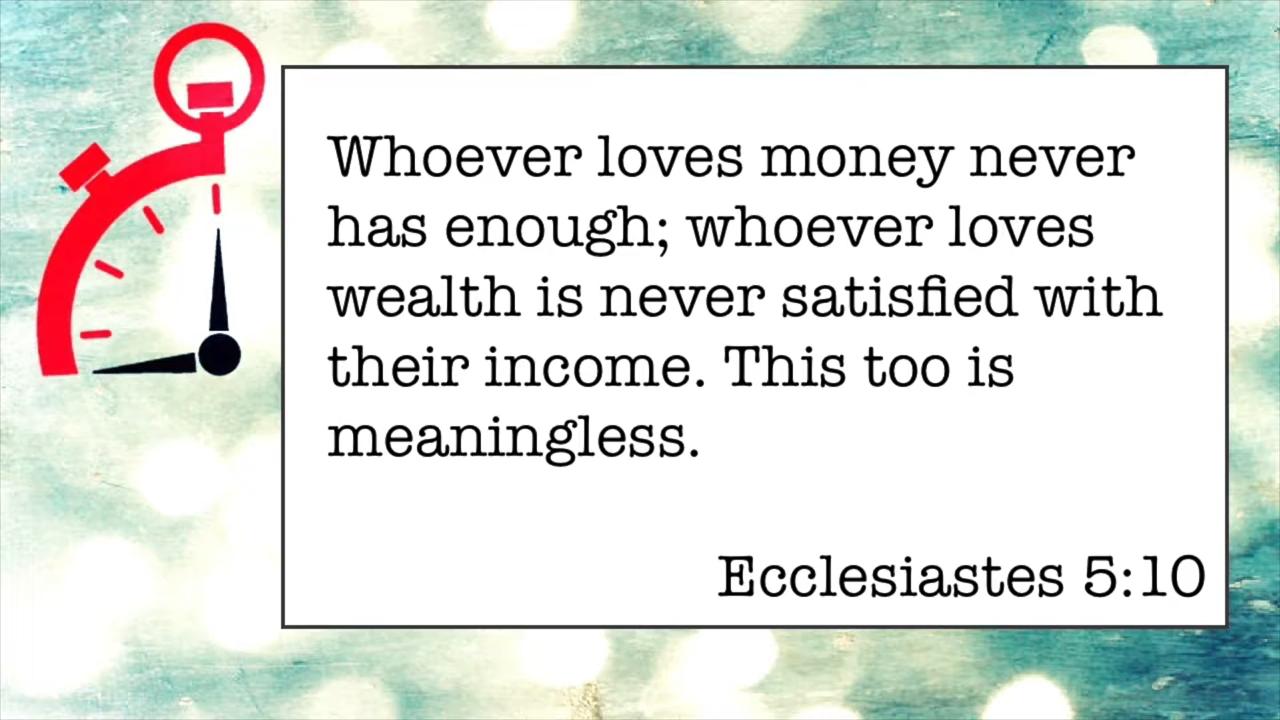 Whoever loves money never
has enough; whoever loves
wealth is never satisfied with
their income. This too is
meaningless.
Ecclesiastes 5:10